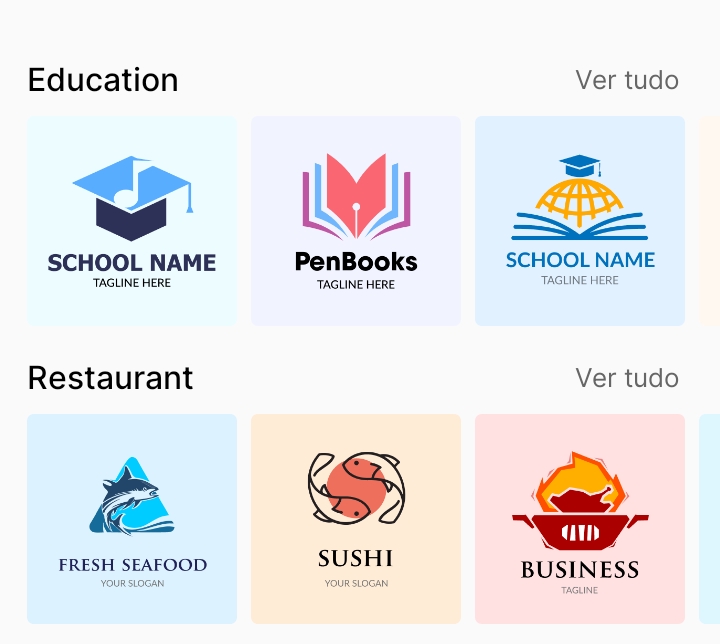 Education
Ver tudo
SCHOOL NAME
TAGLINE HERE
PenBooks
TAGLINE HERE
SCHOOL NAME
TAGLINE HERE
Restaurant
Ver tudo
FRESH SEAFOOD
YOUR SLOGAN
SUSHI
YOUR SLOGAN
BUSINESS
TAGLINE